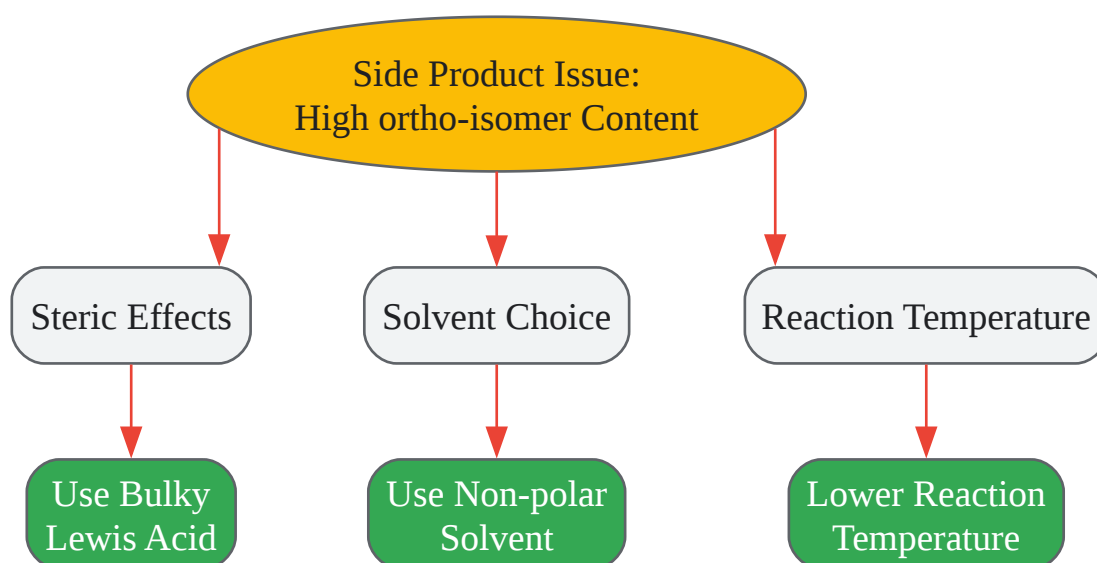 Side Product Issue:
High ortho-isomer Content
Steric Effects
Solvent Choice
Reaction Temperature
Use Bulky
Lewis Acid
Use Non-polar
Solvent
Lower Reaction
Temperature